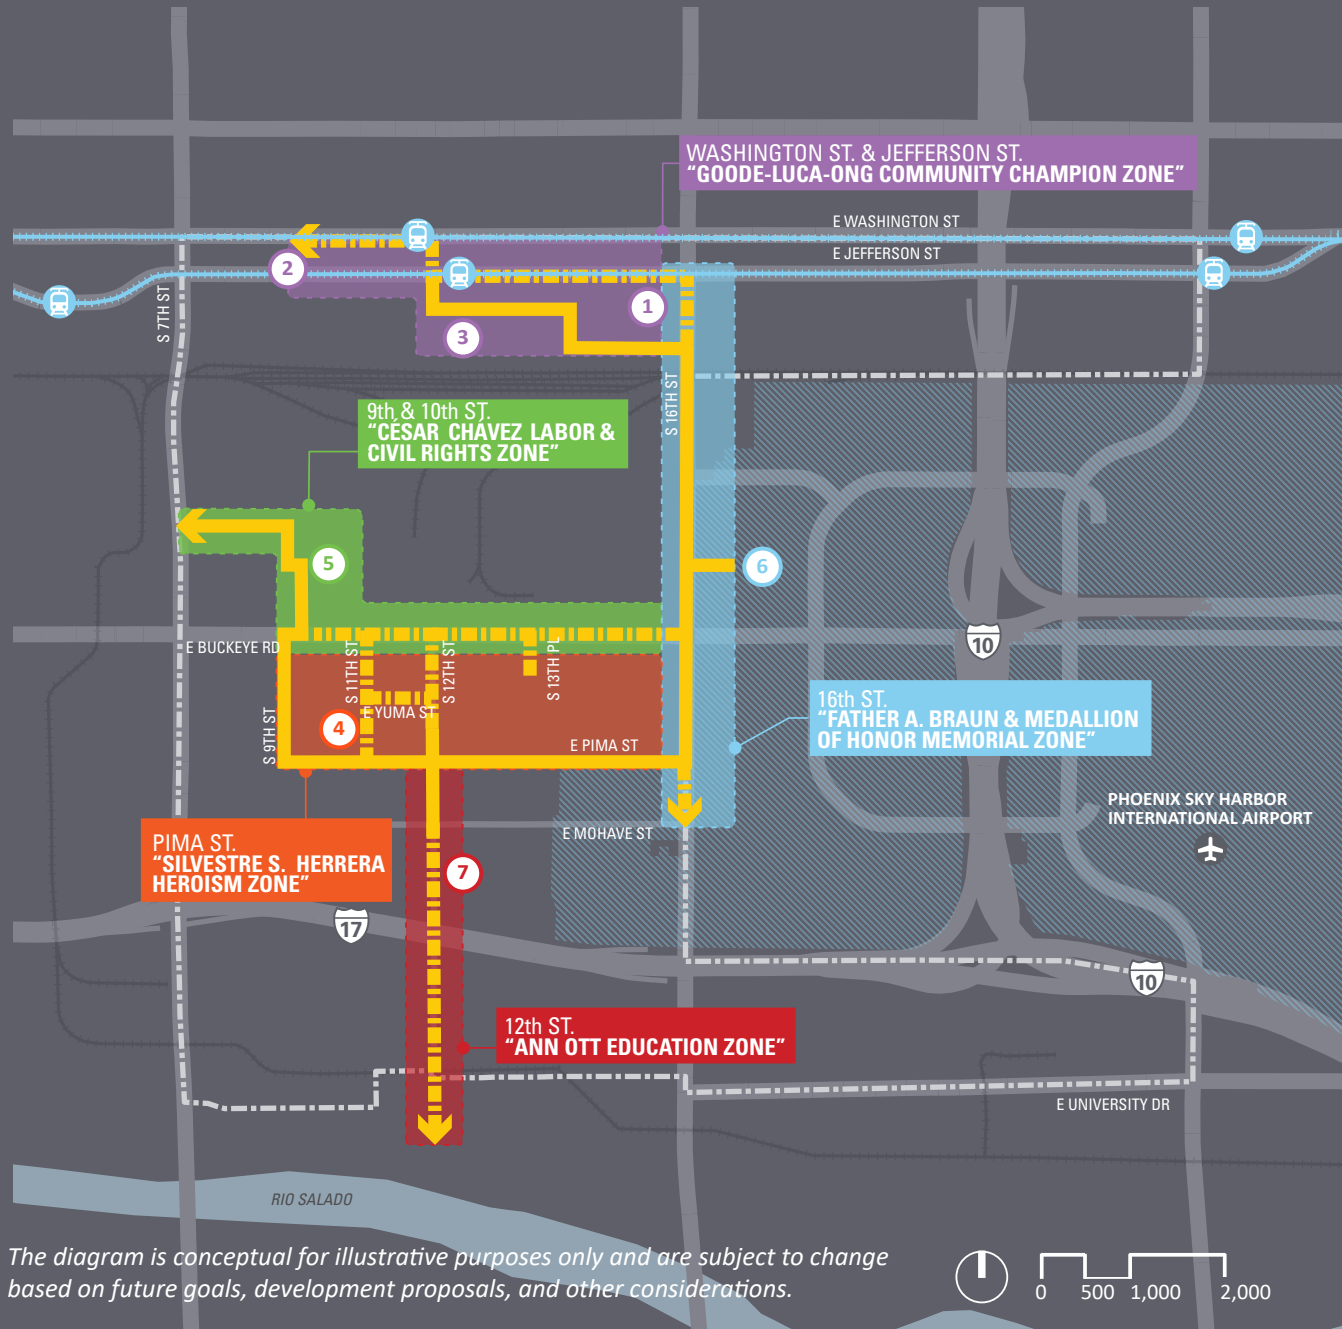 WASHINGTON ST. & JEFFERSON ST.
“GOODE-LUCA-ONG COMMUNITY CHAMPION ZONE”
E WASHINGTON ST
E JEFFERSON ST
2
1
3
S 7TH ST
S 16TH ST
9th & 10th ST.
“CÉSAR CHÁVEZ LABOR &
CIVIL RIGHTS ZONE”
5
6
E BUCKEYE RD
S 11TH ST
S 12TH ST
S 13TH PL
10
S 9TH ST
4
E YUMA ST
E PIMA ST
16th ST.
“FATHER A. BRAUN & MEDALLION
OF HONOR MEMORIAL ZONE”
PHOENIX SKY HARBOR
INTERNATIONAL AIRPORT
E MOHAVE ST
PIMA ST.
“SILVESTRE S. HERRERA
HEROISM ZONE”
7
17
10
12th ST.
“ANN OTT EDUCATION ZONE”
E UNIVERSITY DR
RIO SALADO
The diagram is conceptual for illustrative purposes only and are subject to change
based on future goals, development proposals, and other considerations.
0 500 1,000 2,000